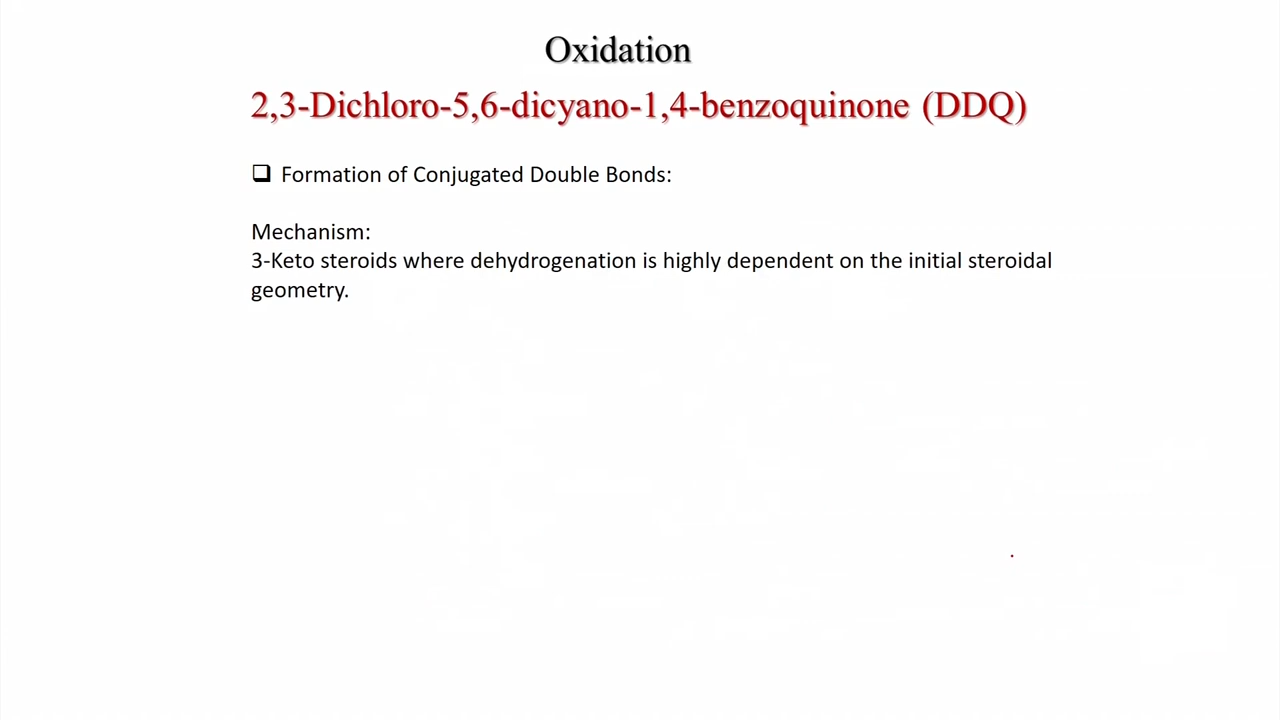 Oxidation
2,3-Dichloro-5,6-dicyano-1,4-benzoquinone (DDQ)
❑ Formation of Conjugated Double Bonds:
Mechanism:
3-Keto steroids where dehydrogenation is highly dependent on the initial steroidal
geometry.